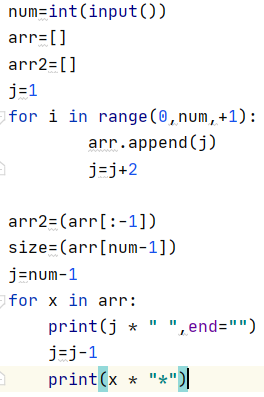 num=int(input())
arr=[]
arr2=[]
j=1
for i in range(0,num,+1):
        arr.append(j)
        j=j+2

arr2=(arr[:-1])
size=(arr[num-1])
j=num-1
for x in arr:
    print(j * " ",end="")
    j=j-1
    print(x * "*")